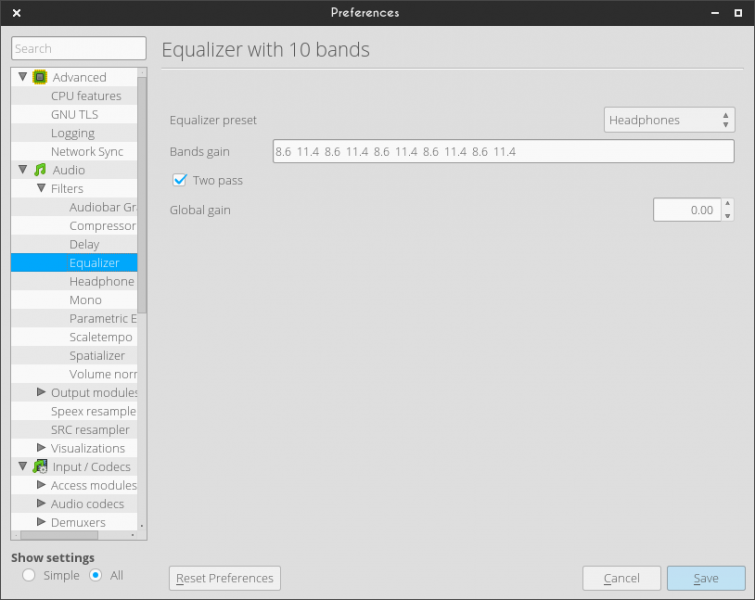 Preferences
Search
Equalizer with 10 bands
Advanced
CPU features
GNU TLS
Logging
Network Sync
Audio
Filters
Audiobar Gr
Compressor
Delay
Equalizer
Headphone
Mono
Parametric E
Scaletempo
Spatializer
Volume norr
Output modules
Speex resample
SRC resampler
Visualizations
Input / Codecs
Access modules
Audio codecs
Demuxers
Equalizer preset
Headphones
Bands gain
8.6 11.4 8.6 11.4 8.6 11.4 8.6 11.4 8.6 11.4
Two pass
Global gain
0.00
Show settings
Simple
All
Reset Preferences
Cancel
Save